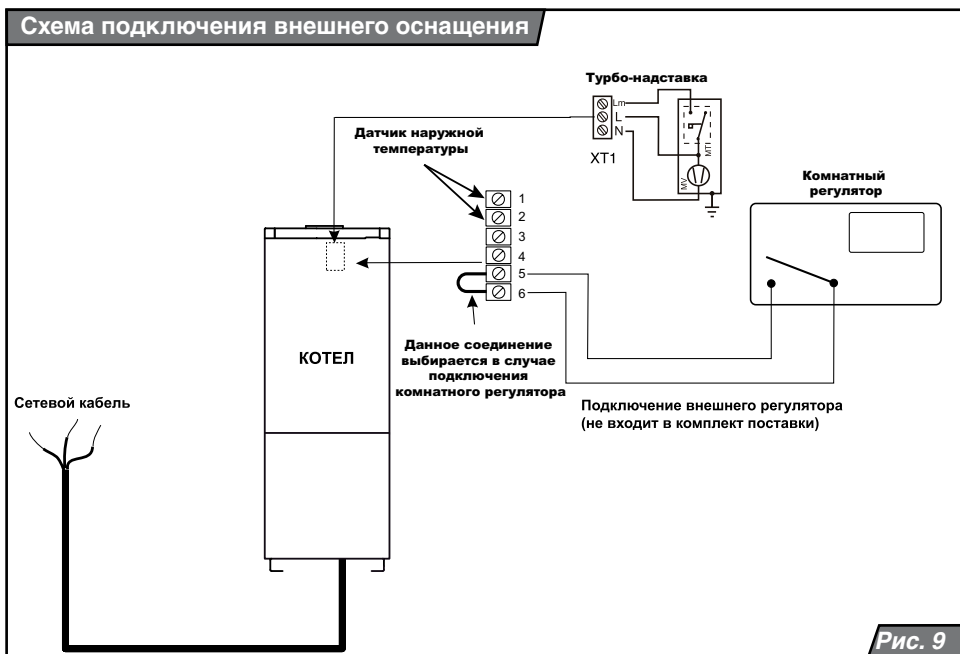 Схема подключения внешнего оснащения
Турбо-надставка
Lm
L
N
XT1
MT1
MV
Датчик наружной
температуры
1
2
3
4
5
6
Комнатный
регулятор
КОТЕЛ
Данное соединение
выбирается в случае
подключения
комнатного регулятора
Сетевой кабель
Подключение внешнего регулятора
(не входит в комплект поставки)
Рис. 9